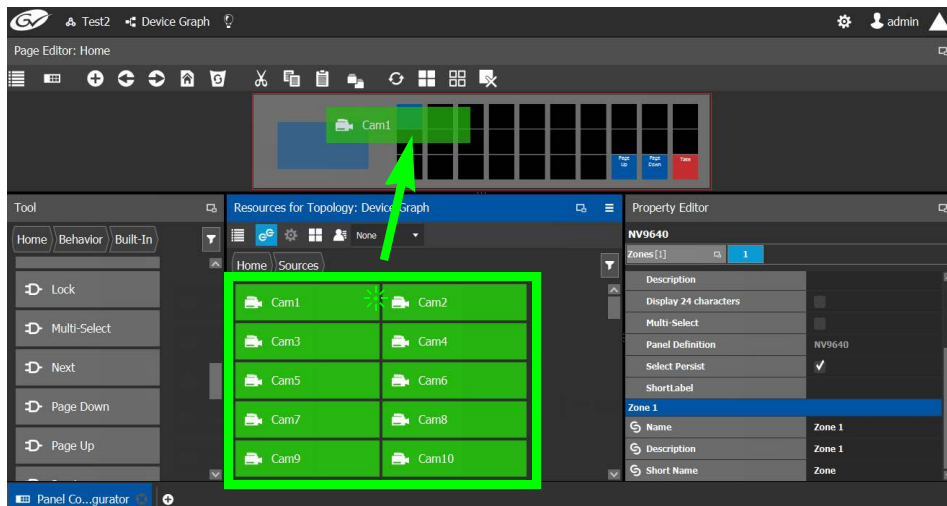 GV Test2 Device Graph admin
Page Editor: Home
Cam1
Page Up Page Down Take
Tool
Home Behavior Built-In
Lock
Multi-Select
Next
Page Down
Page Up
Resources for Topology: Device Graph
None
Home Sources
Cam1 Cam2
Cam3 Cam4
Cam5 Cam6
Cam7 Cam8
Cam9 Cam10
Property Editor
NV9640
Zones[1] 1
Description
Display 24 characters
Multi-Select
Panel Definition NV9640
Select Persist
ShortLabel
Zone 1
Name Zone 1
Description Zone 1
Short Name Zone
Panel Co...gurator